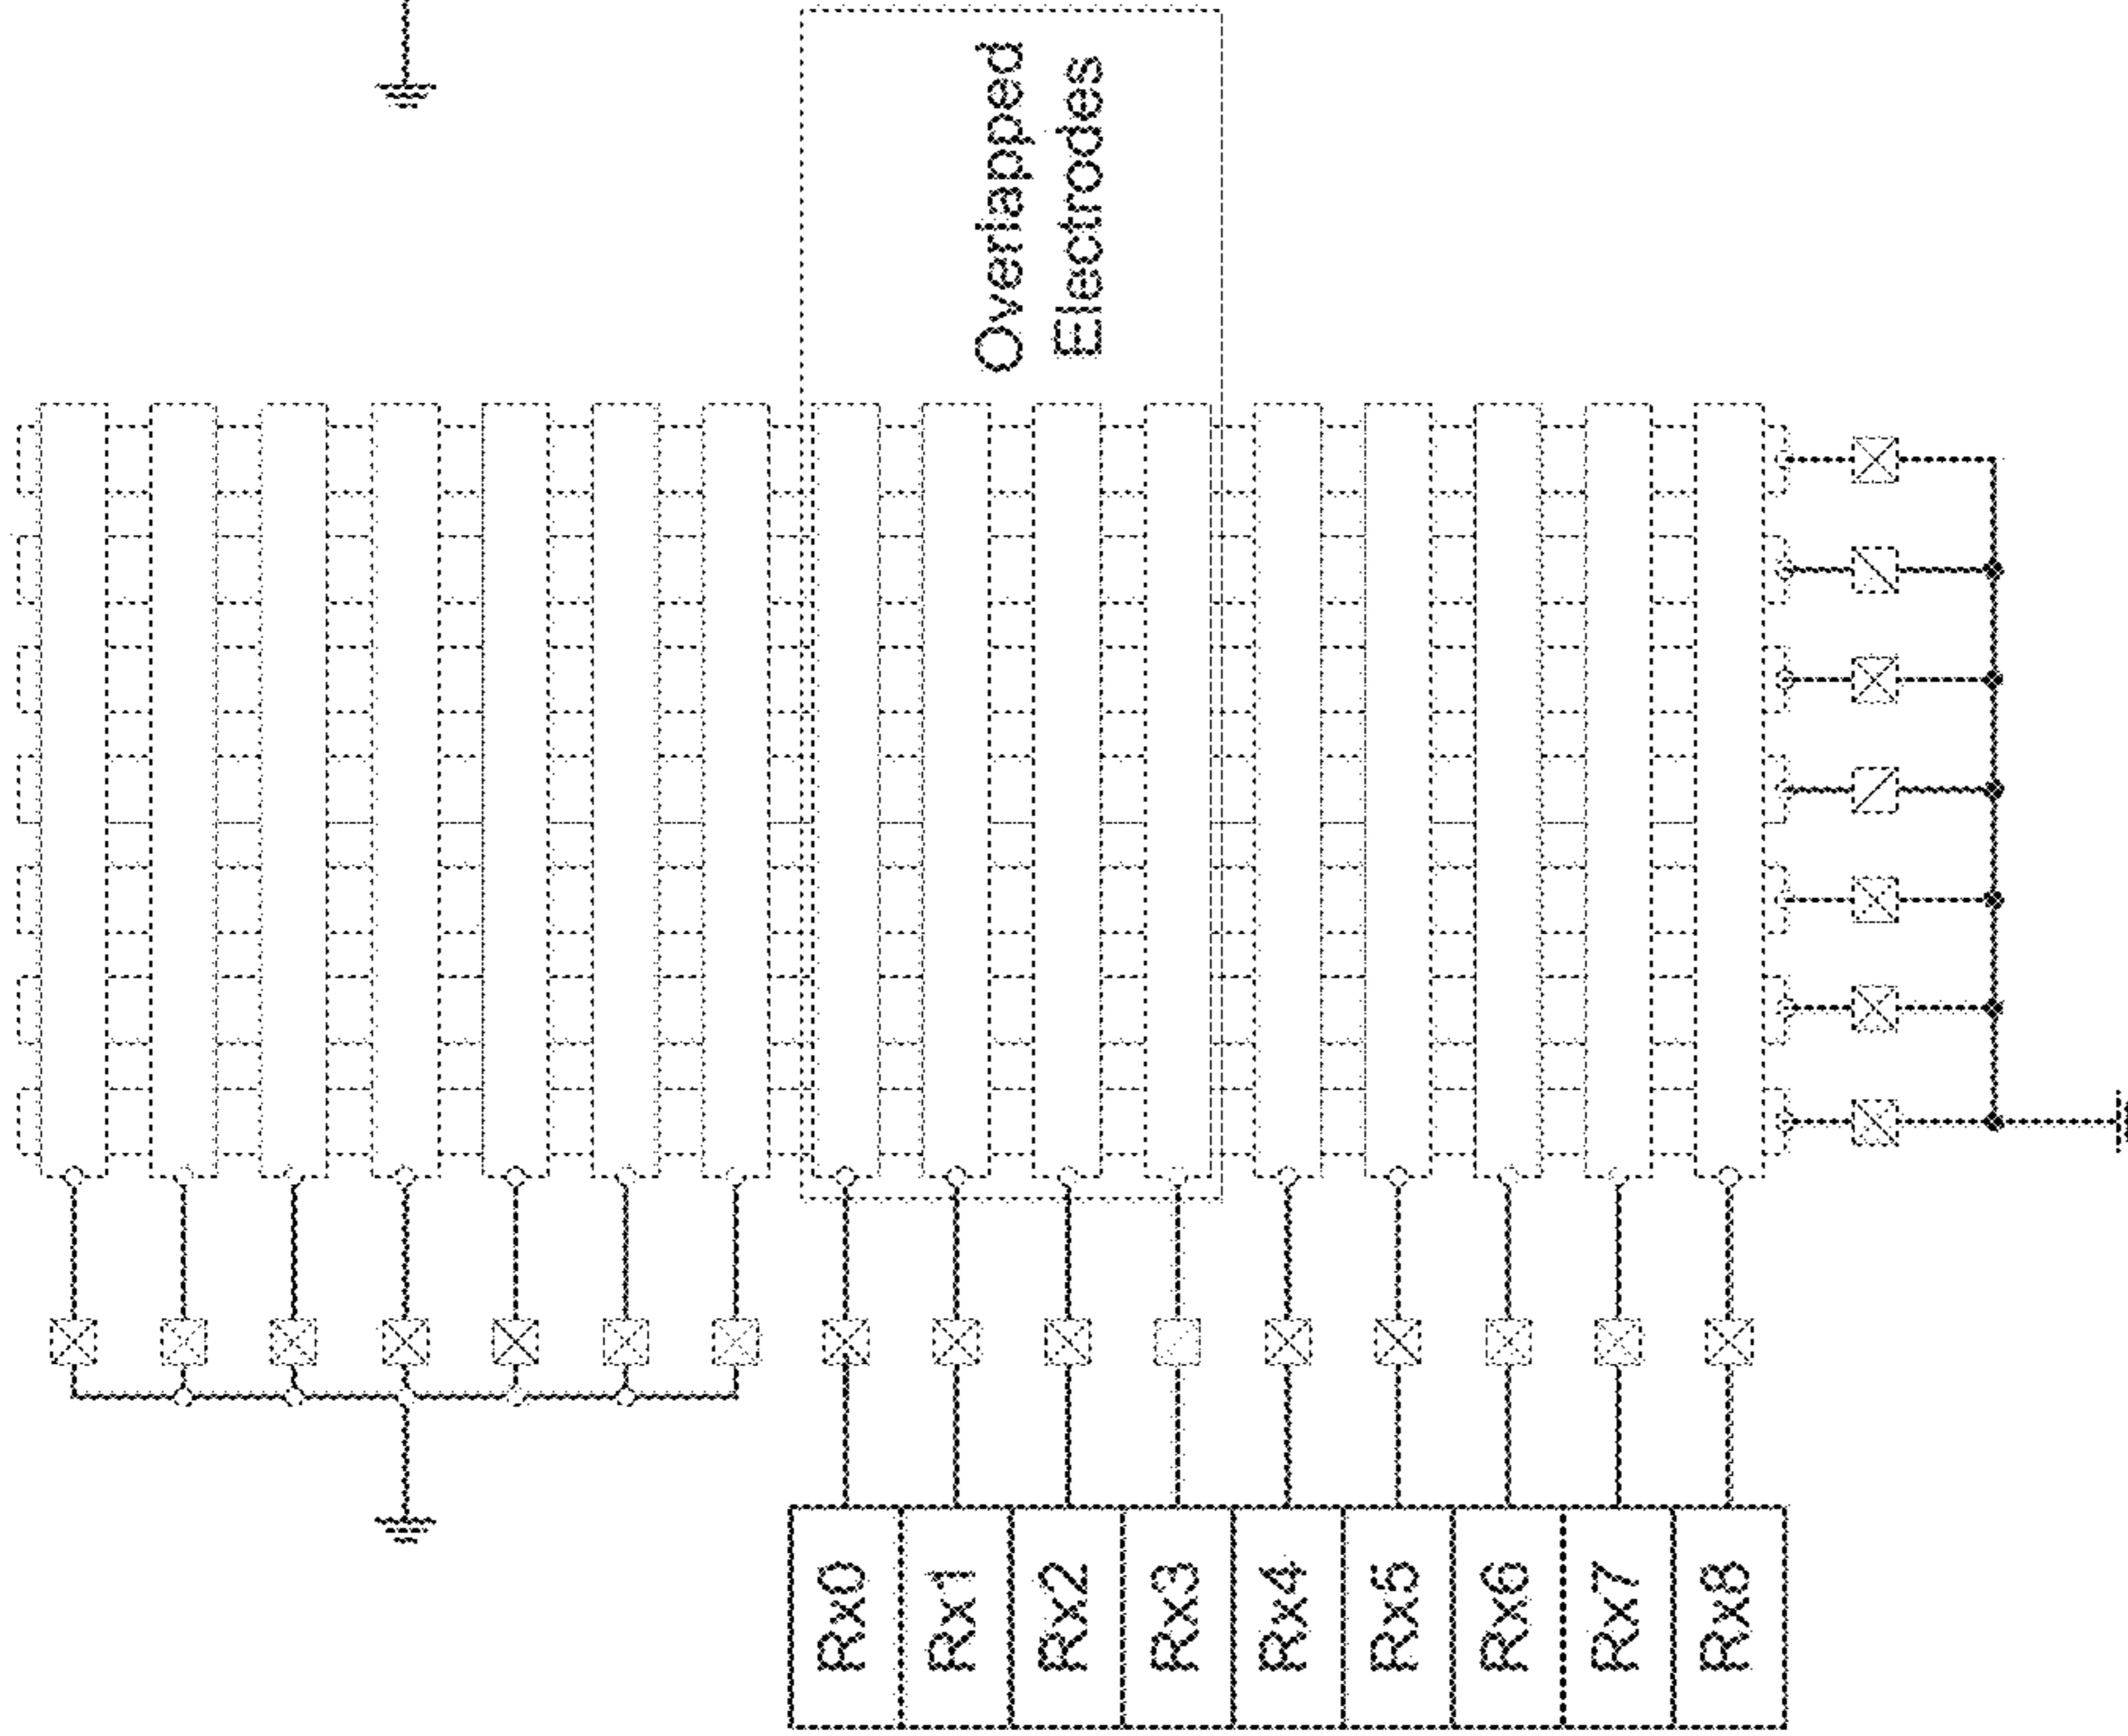 Overlapped
Electrodes
Rx0
Rx1
Rx2
Rx3
Rx4
Rx5
Rx6
Rx7
Rx8